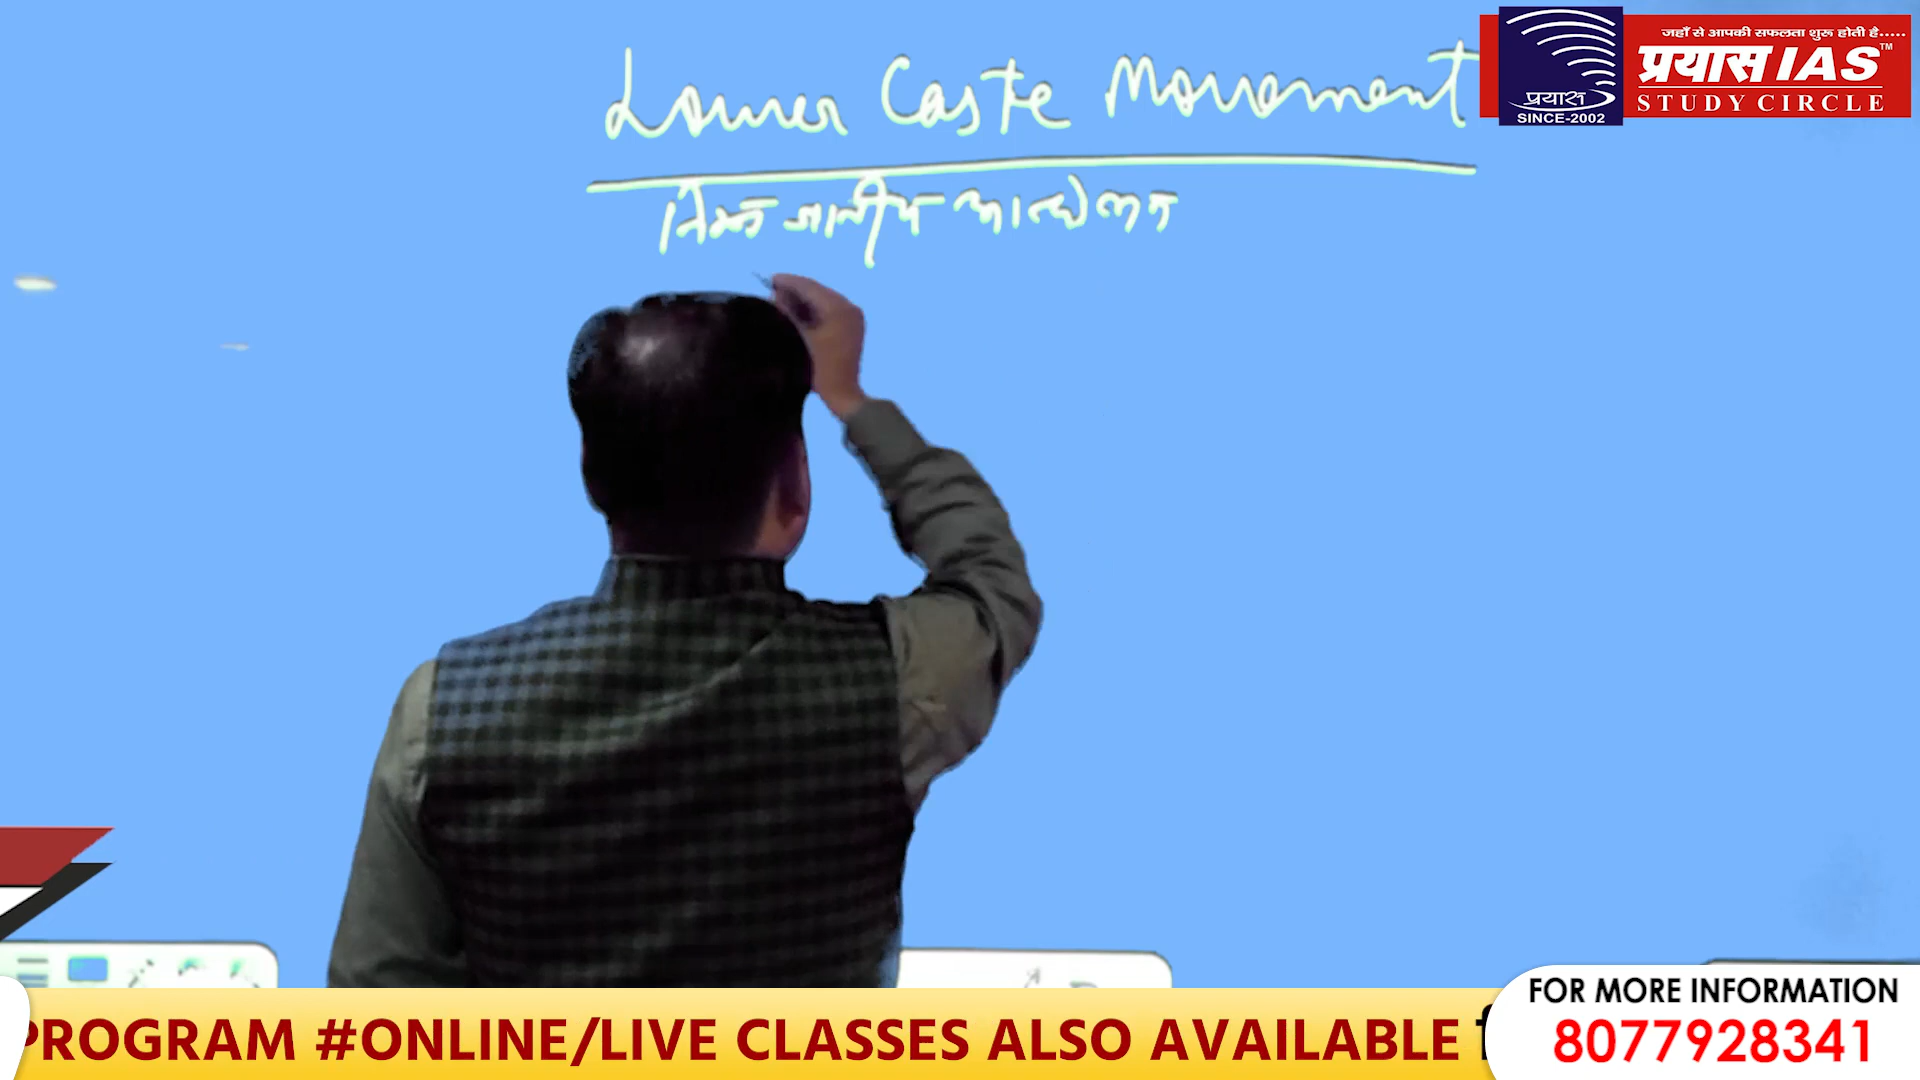 जहाँ से आपकी सफलता शुरू होती है.....
प्रयास IAS™
STUDY CIRCLE
प्रयास
SINCE-2002
Lower Caste Movement
निम्न जातीय आन्दोलन
FOR MORE INFORMATION
8077928341
PROGRAM #ONLINE/LIVE CLASSES ALSO AVAILABLE